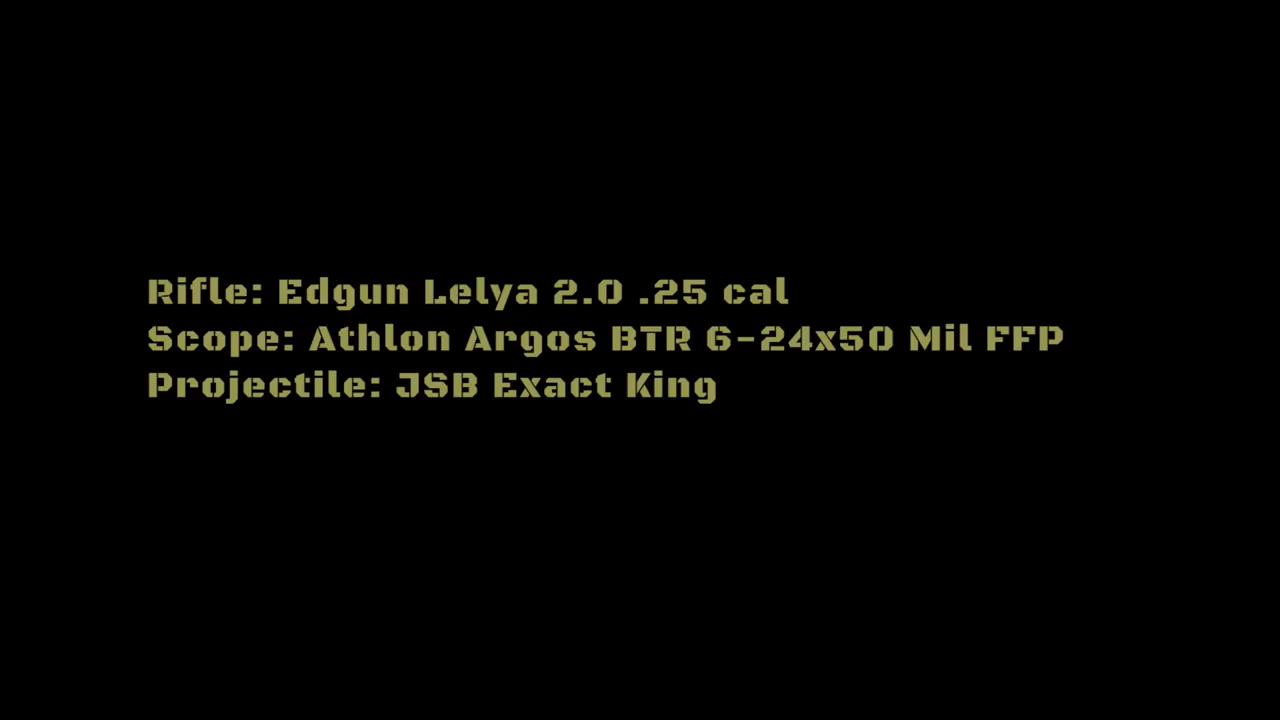 Rifle: Edgun Lelya 2.0 .25 cal
Scope: Athlon Argos BTR 6-24x50 Mil FFP
Projectile: JSB Exact King